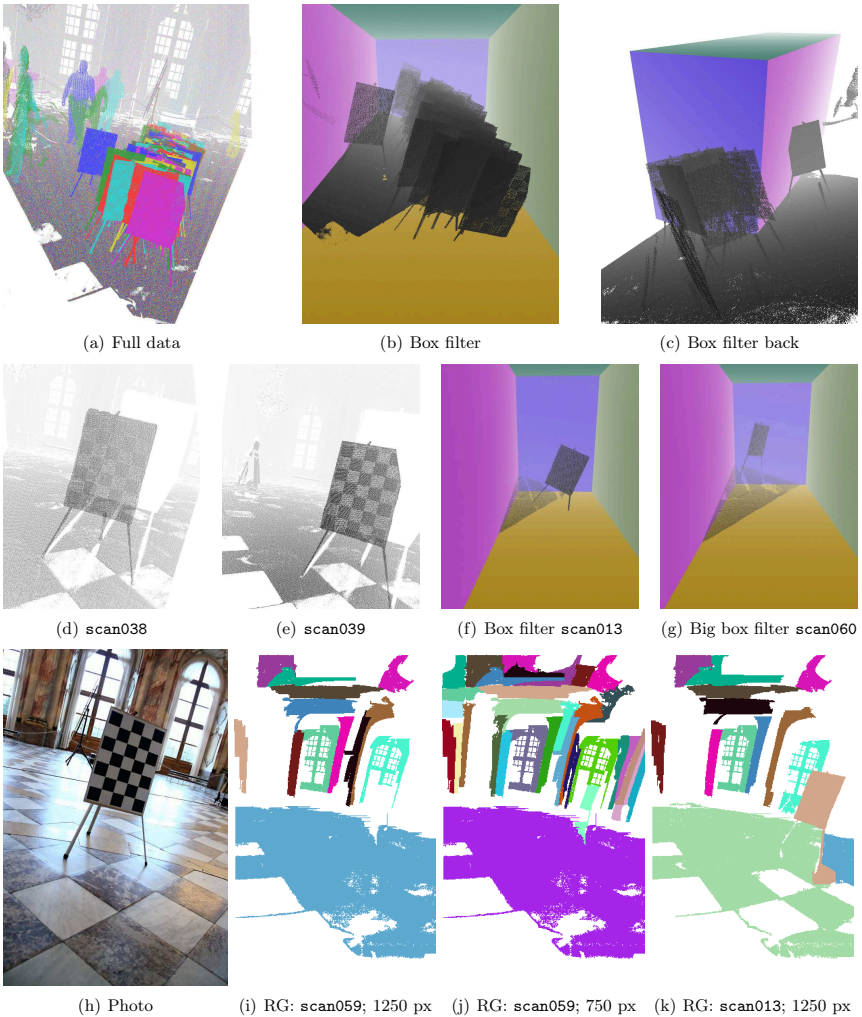 (a) Full data
(b) Box filter
(c) Box filter back
(d) scan038
(e) scan039
(f) Box filter scan013
(g) Big box filter scan060
(h) Photo
(i) RG: scan059; 1250 px
(j) RG: scan059; 750 px
(k) RG: scan013; 1250 px